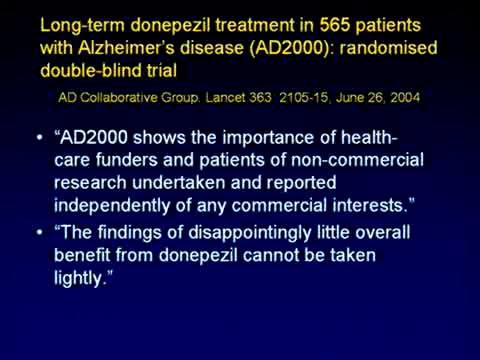 Long-term donepezil treatment in 565 patients
with Alzheimer's disease (AD2000): randomised
double-blind trial
AD Collaborative Group. Lancet 363 2105-15, June 26, 2004
• "AD2000 shows the importance of health-
care funders and patients of non-commercial
research undertaken and reported
independently of any commercial interests."
• "The findings of disappointingly little overall
benefit from donepezil cannot be taken
lightly."